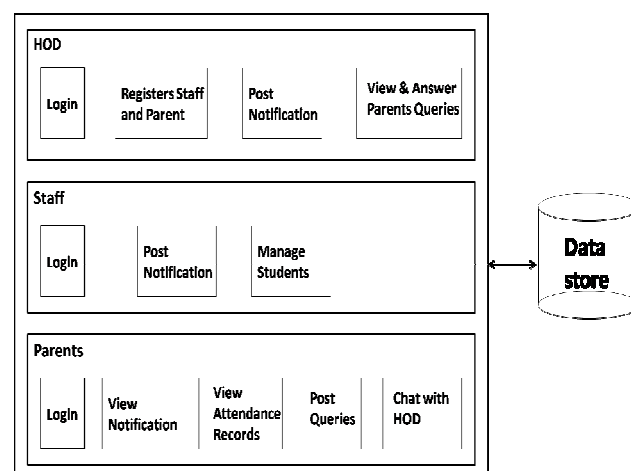 HOD
Login
Registers Staff
and Parent
Post
Notification
View & Answer
Parents Queries
Staff
Login
Post
Notification
Manage
Students
Data
store
Parents
Login
View
Notification
View
Attendance
Records
Post
Queries
Chat with
HOD